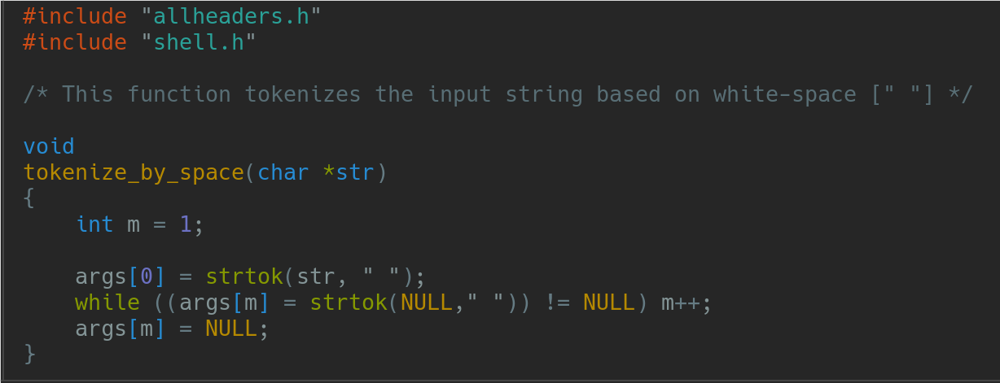 #include "allheaders.h"
#include "shell.h"
/* This function tokenizes the input string based on white-space [" "] */
void
tokenize_by_space(char *str)
{
int m = 1;
args[0] = strtok(str, " ");
while ((args[m] = strtok(NULL," ")) != NULL) m++;
args[m] = NULL;
}